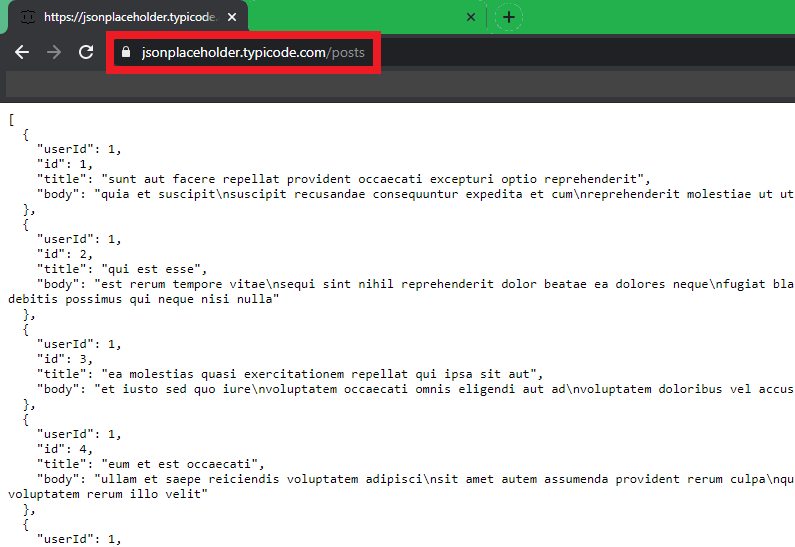 https://jsonplaceholder.typicode.
jsonplaceholder.typicode.com/posts
[
  {
    "userId": 1,
    "id": 1,
    "title": "sunt aut facere repellat provident occaecati excepturi optio reprehenderit",
    "body": "quia et suscipit\nsuscipit recusandae consequuntur expedita et cum\nreprehenderit molestiae ut ut
  },
  {
    "userId": 1,
    "id": 2,
    "title": "qui est esse",
    "body": "est rerum tempore vitae\nsequi sint nihil reprehenderit dolor beatae ea dolores neque\nfugiat bla
debitis possimus qui neque nisi nulla"
  },
  {
    "userId": 1,
    "id": 3,
    "title": "ea molestias quasi exercitationem repellat qui ipsa sit aut",
    "body": "et iusto sed quo iure\nvoluptatem occaecati omnis eligendi aut ad\nvoluptatem doloribus vel accus
  },
  {
    "userId": 1,
    "id": 4,
    "title": "eum et est occaecati",
    "body": "ullam et saepe reiciendis voluptatem adipisci\nsit amet autem assumenda provident rerum culpa\nqu
voluptatem rerum illo velit"
  },
  {
    "userId": 1,